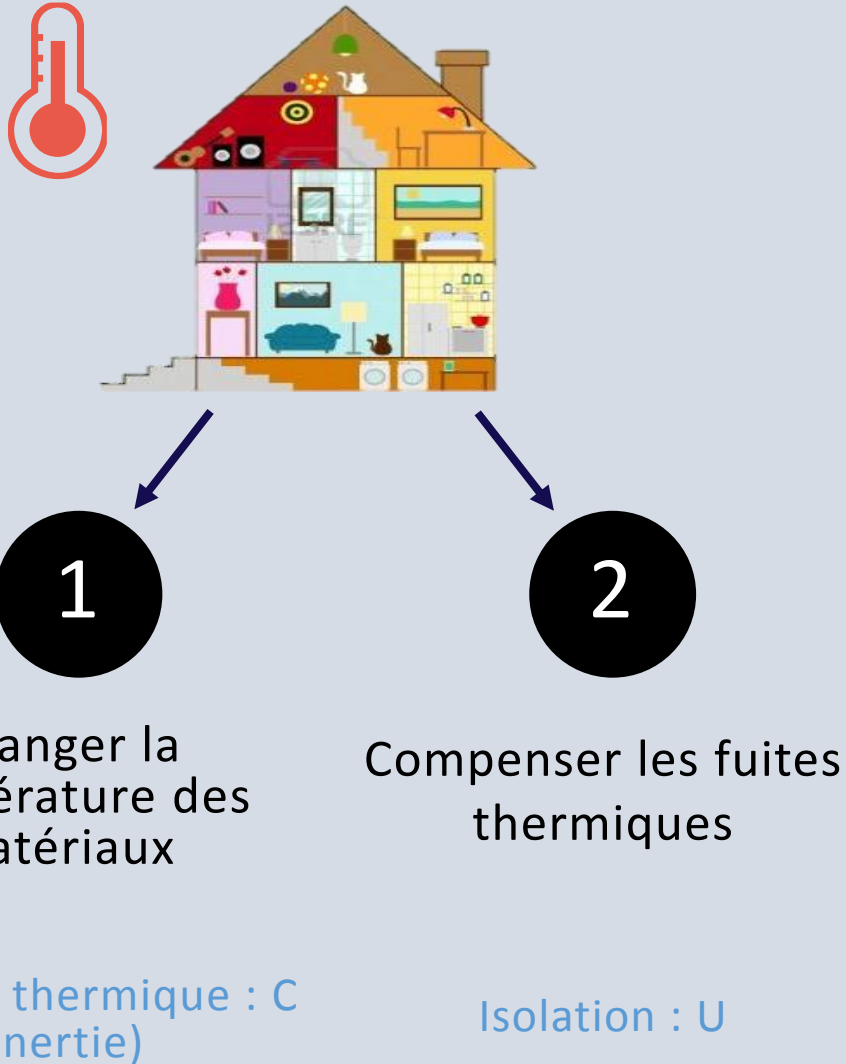 1
2
anger la
érature des
atériaux
Compenser les fuites
thermiques
thermique : C
nertie)
Isolation : U